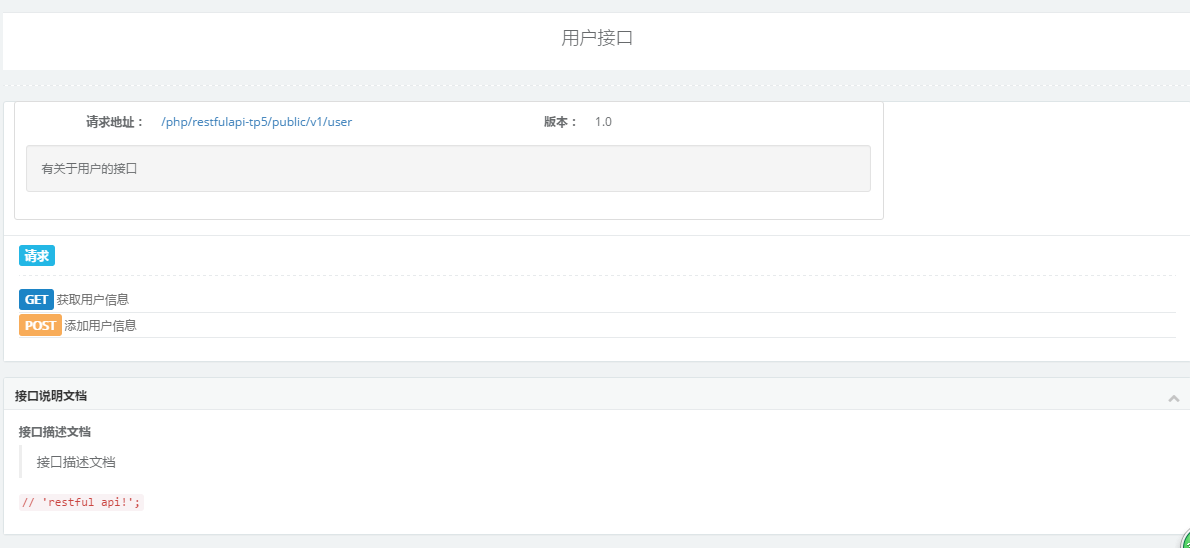 用户接口
请求地址： /php/restfulapi-tp5/public/v1/user 版本： 1.0
有关于用户的接口
请求
GET 获取用户信息
POST 添加用户信息
接口说明文档
接口描述文档
接口描述文档
// 'restful api!';